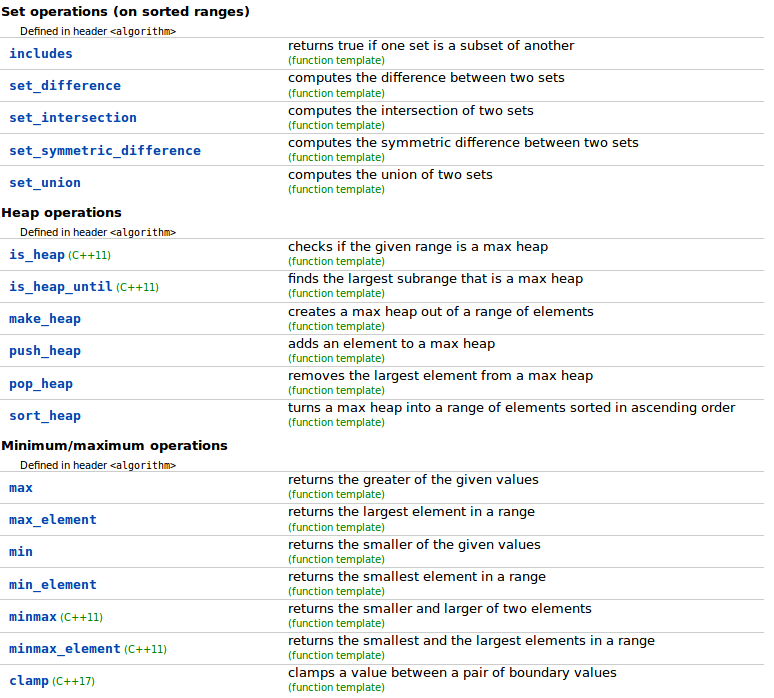 Set operations (on sorted ranges)
Defined in header <algorithm>
includes
returns true if one set is a subset of another
(function template)
set_difference
computes the difference between two sets
(function template)
set_intersection
computes the intersection of two sets
(function template)
set_symmetric_difference
computes the symmetric difference between two sets
(function template)
set_union
computes the union of two sets
(function template)
Heap operations
Defined in header <algorithm>
is_heap (C++11)
checks if the given range is a max heap
(function template)
is_heap_until (C++11)
finds the largest subrange that is a max heap
(function template)
make_heap
creates a max heap out of a range of elements
(function template)
push_heap
adds an element to a max heap
(function template)
pop_heap
removes the largest element from a max heap
(function template)
sort_heap
turns a max heap into a range of elements sorted in ascending order
(function template)
Minimum/maximum operations
Defined in header <algorithm>
max
returns the greater of the given values
(function template)
max_element
returns the largest element in a range
(function template)
min
returns the smaller of the given values
(function template)
min_element
returns the smallest element in a range
(function template)
minmax (C++11)
returns the smaller and larger of two elements
(function template)
minmax_element (C++11)
returns the smallest and the largest elements in a range
(function template)
clamp (C++17)
clamps a value between a pair of boundary values
(function template)